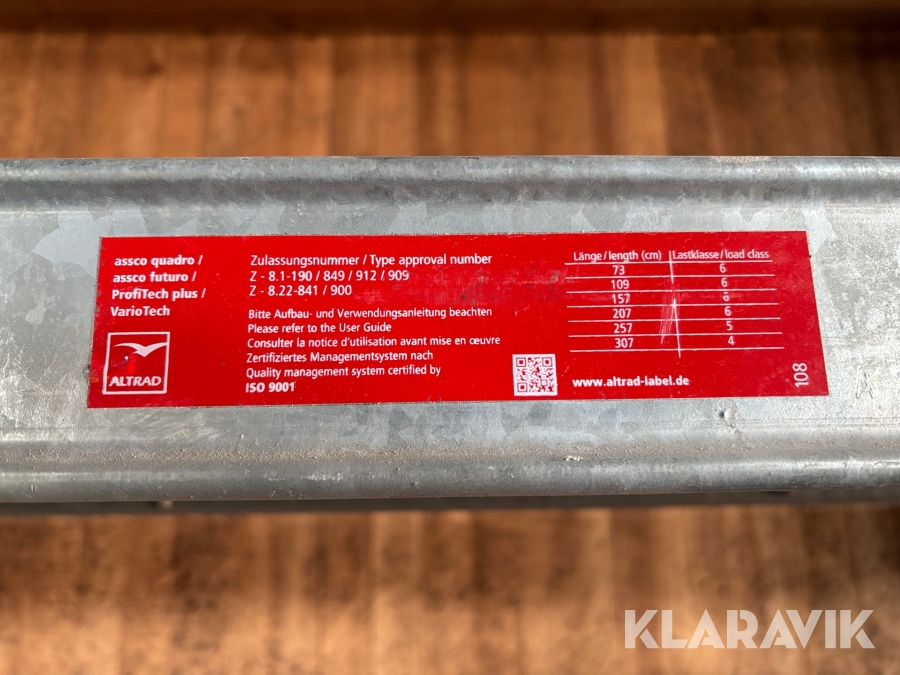 assco quadro /
assco futuro /
ProfiTech plus /
VarioTech
ALTRAD
Zulassungsnummer / Type approval number
Z - 8.1-190 / 849 / 912 / 909
Z - 8.22-841 / 900
Bitte Aufbau- und Verwendungsanleitung beachten
Please refer to the User Guide
Consulter la notice d'utilisation avant mise en œuvre
Zertifiziertes Managementsystem nach
Quality management system certified by
ISO 9001
Länge / length (cm) Lastklasse / load class
73 6
109 6
157 6
207 6
257 5
307 4
www.altrad-label.de
108
KLARAVIK